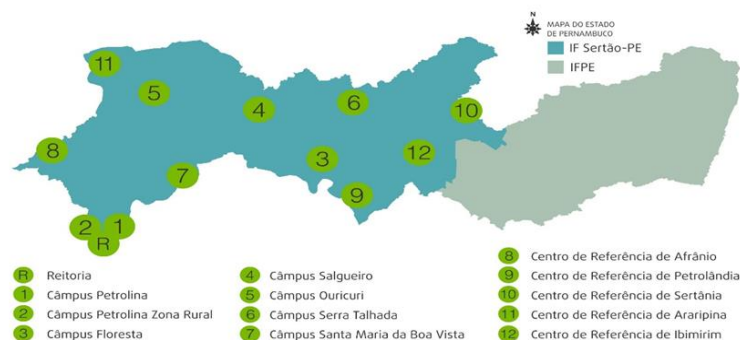 N
MAPA DO ESTADO
DE PERNAMBUCO
IF Sertão-PE
IFPE
11
5
4
6
10
8
7
3
12
9
2
1
R
R Reitoria
1 Câmpus Petrolina
2 Câmpus Petrolina Zona Rural
3 Câmpus Floresta
4 Câmpus Salgueiro
5 Câmpus Ouricuri
6 Câmpus Serra Talhada
7 Câmpus Santa Maria da Boa Vista
8 Centro de Referência de Afrânio
9 Centro de Referência de Petrolândia
10 Centro de Referência de Sertânia
11 Centro de Referência de Araripina
12 Centro de Referência de Ibimirim